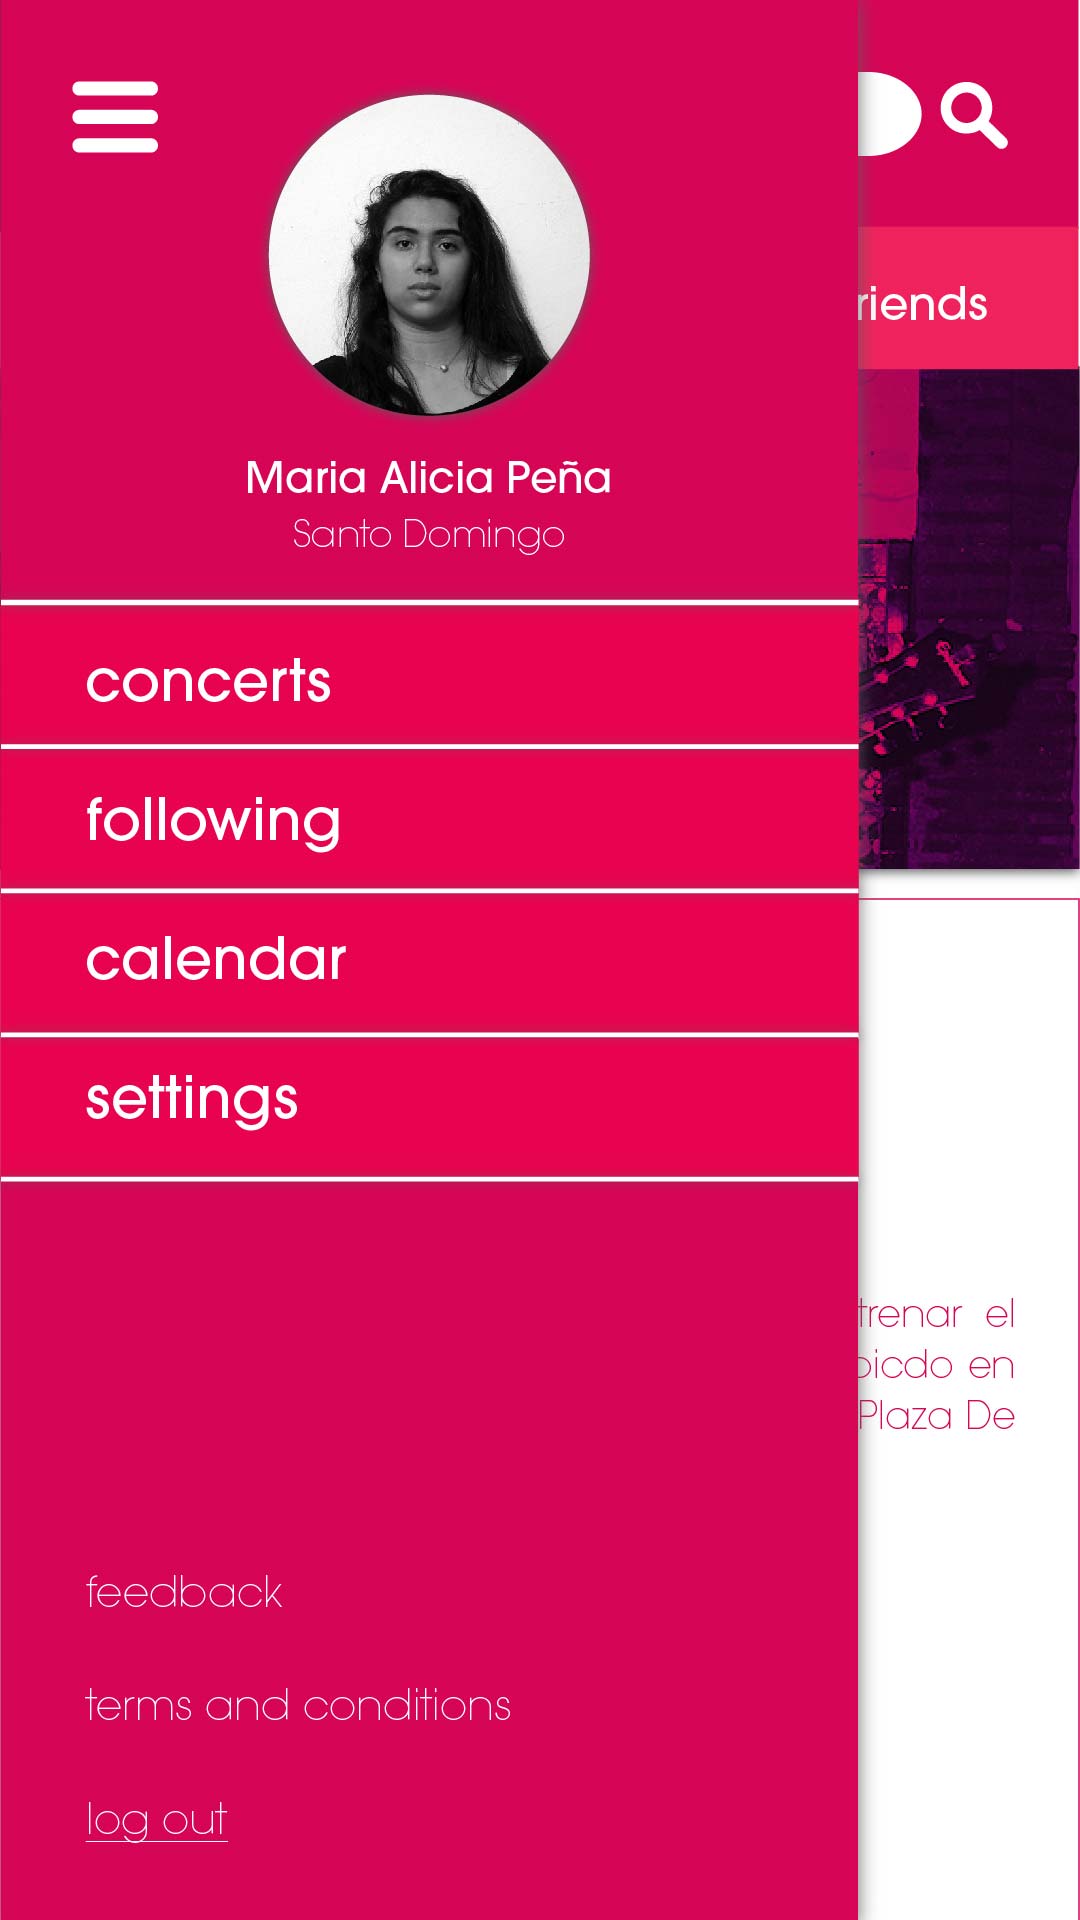 riends
Maria Alicia Peña
Santo Domingo
concerts
following
calendar
settings
trenar el
picdo en
Plaza De
feedback
terms and conditions
log out